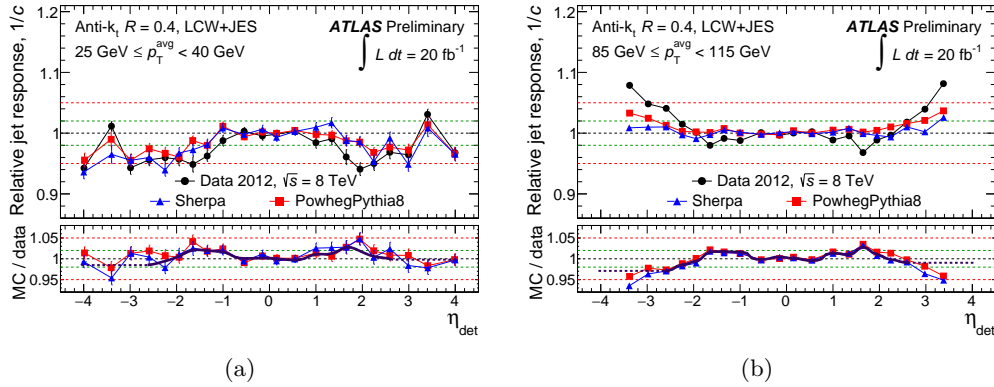 Relative jet response, 1/c
Anti-kt R = 0.4, LCW+JES
25 GeV ≤ pT^avg < 40 GeV
ATLAS Preliminary
∫ L dt = 20 fb⁻¹
1.2
1.1
1
0.9
Data 2012, √s = 8 TeV
Sherpa
PowhegPythia8
MC / data
1.05
1
0.95
−4 −3 −2 −1 0 1 2 3 4
ηdet
(a)
Relative jet response, 1/c
Anti-kt R = 0.4, LCW+JES
85 GeV ≤ pT^avg < 115 GeV
ATLAS Preliminary
∫ L dt = 20 fb⁻¹
1.2
1.1
1
0.9
Data 2012, √s = 8 TeV
Sherpa
PowhegPythia8
MC / data
1.05
1
0.95
−4 −3 −2 −1 0 1 2 3 4
ηdet
(b)